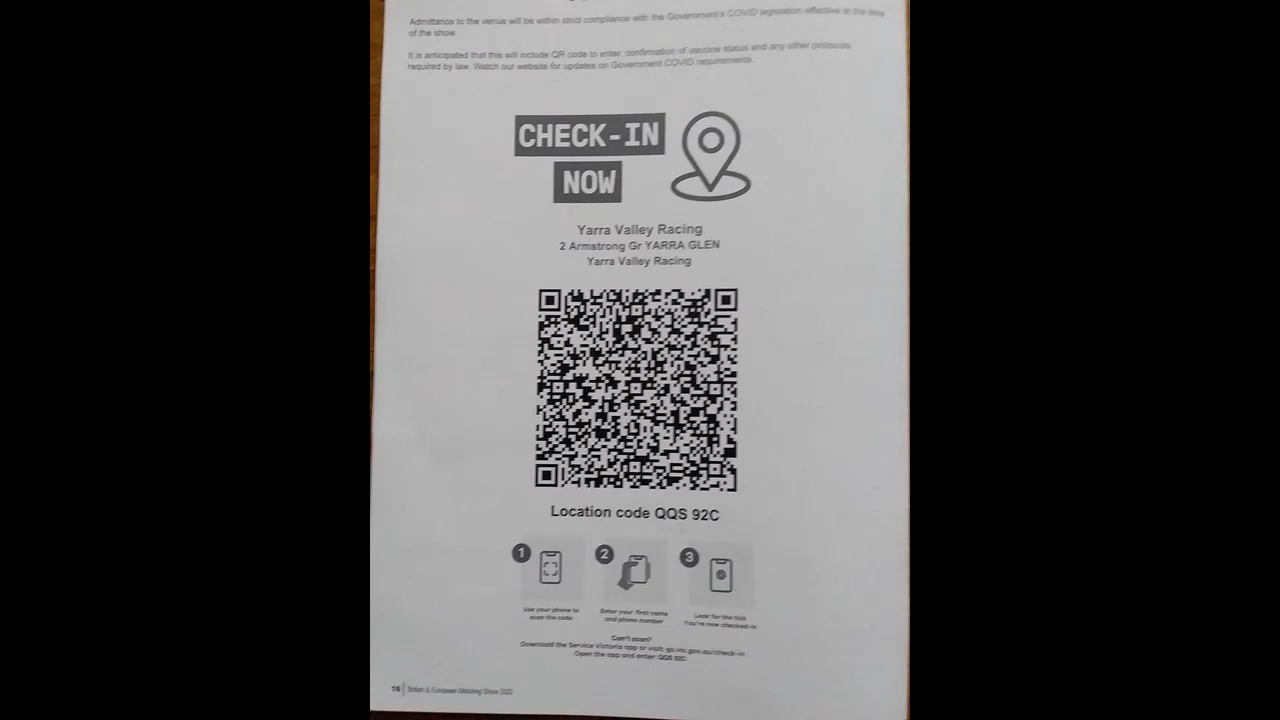 Admittance to the venue will be within strict compliance with the Government's COVID legislation effective at the time
of the show
It is anticipated that this will include QR code to enter, confirmation of vaccine status and any other protocols
required by law. Watch our website for updates on Government COVID requirements.
CHECK-IN
NOW
Yarra Valley Racing
2 Armstrong Gr YARRA GLEN
Yarra Valley Racing
Location code QQS 92C
1
2
3
Use your phone to
scan the code
Enter your first name
and phone number
Look for the tick
You're now checked-in
Can't scan?
Download the Service Victoria app or visit: go.vic.gov.au/check-in
Open the app and enter: QQS 92C
16 British & European Motoring Show